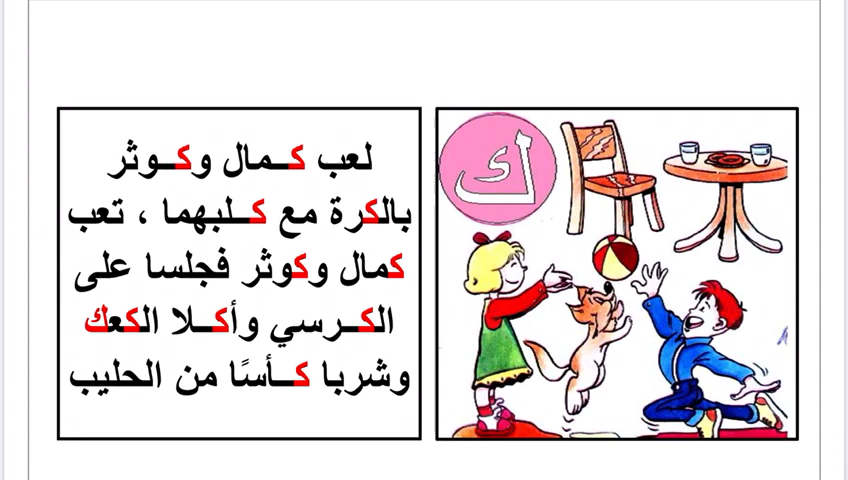 لعب كـمال وكـوثر
بالكرة مع كـلبهما ، تعب
كمال وكوثر فجلسا على
الكـرسي وأكـلا الكعك
وشربا كـأسًا من الحليب
ك